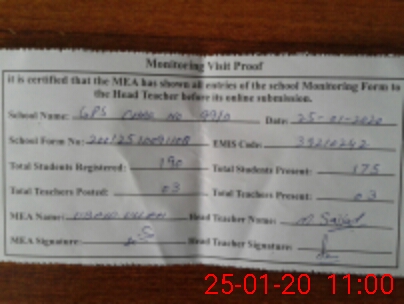 Monitoring Visit Proof
it is certified that the MEA has shown all entries of the school Monitoring Form to
the Head Teacher before its online submission.
School Name: GPS Chak No Date: 25-01-2020
School Form No: EMIS Code: 39210242
Total Students Registered: 190 Total Students Present: 175
Total Teachers Posted: 03 Total Teachers Present: 03
MEA Name: Head Teacher Name: M Sajjad
MEA Signature: Head Teacher Signature:
25-01-20 11:00